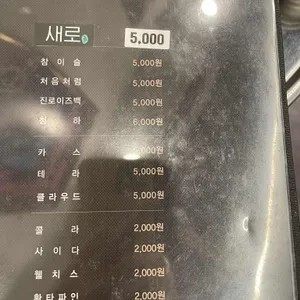 새로 5,000
참이슬 5,000원
처음처럼 5,000원
진로이즈백 5,000원
하 6,000원
카스 ,000원
테라 5,000원
클라우드 5,000원
콜라 2,000원
사이다 2,000원
웰치스 2,000원
환타파인 2,000원